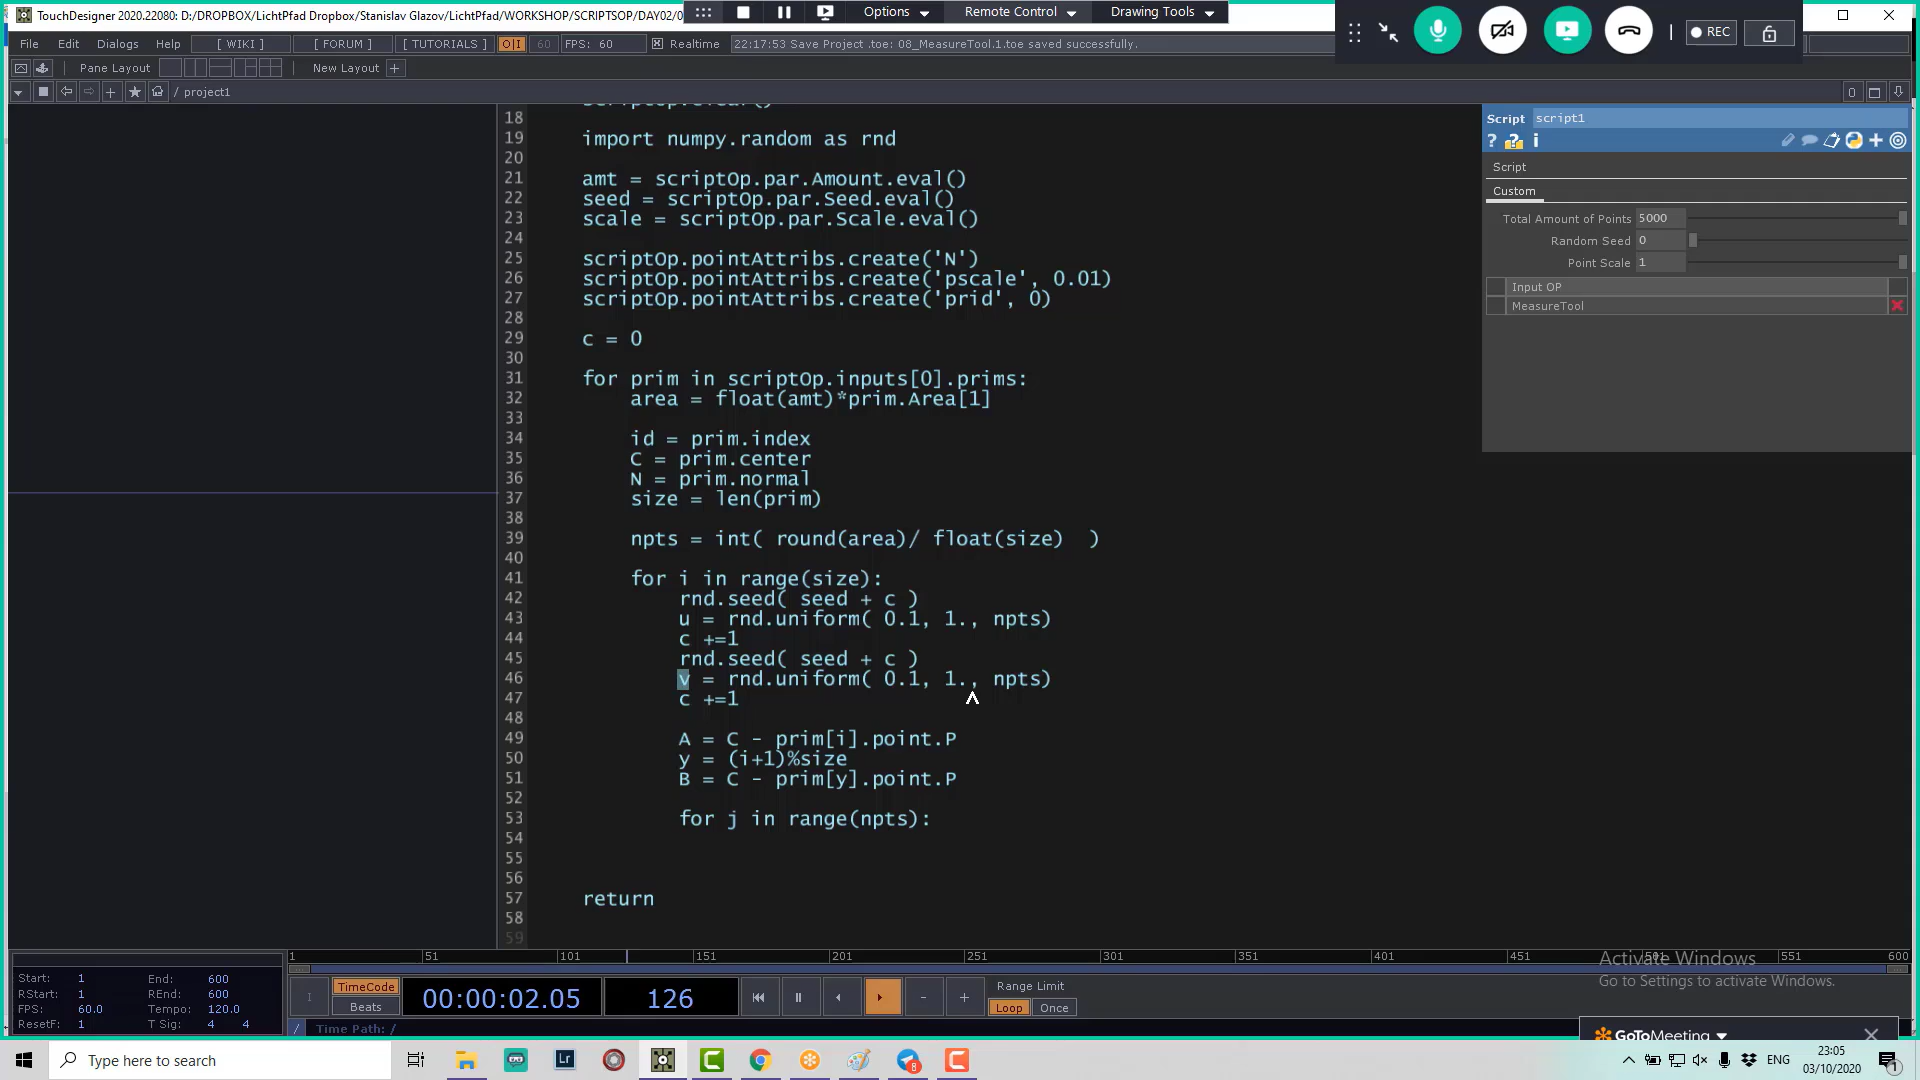 TouchDesigner 2020.22080: D:/DROPBOX/LichtPfad Dropbox/Stanislav Glazov/LichtPfad/WORKSHOP/SCRIPTSOP/DAY02/0
Options
Remote Control
Drawing Tools
REC
File Edit Dialogs Help [ WIKI ] [ FORUM ] [ TUTORIALS ] O|I 60 FPS: 60 Realtime 22:17:53 Save Project .toe: 08_MeasureTool.1.toe saved successfully.
Pane Layout New Layout +
/ project1
0
18
19 import numpy.random as rnd
20
21 amt = scriptOp.par.Amount.eval()
22 seed = scriptOp.par.Seed.eval()
23 scale = scriptOp.par.Scale.eval()
24
25 scriptOp.pointAttribs.create('N')
26 scriptOp.pointAttribs.create('pscale', 0.01)
27 scriptOp.pointAttribs.create('prid', 0)
28
29 c = 0
30
31 for prim in scriptOp.inputs[0].prims:
32 area = float(amt)*prim.Area[1]
33
34 id = prim.index
35 C = prim.center
36 N = prim.normal
37 size = len(prim)
38
39 npts = int( round(area)/ float(size) )
40
41 for i in range(size):
42 rnd.seed( seed + c )
43 u = rnd.uniform( 0.1, 1., npts)
44 c +=1
45 rnd.seed( seed + c )
46 v = rnd.uniform( 0.1, 1., npts)
47 c +=1
48
49 A = C - prim[i].point.P
50 y = (i+1)%size
51 B = C - prim[y].point.P
52
53 for j in range(npts):
54
55
56
57 return
58
59
Script script1
Script
Custom
Total Amount of Points 5000
Random Seed 0
Point Scale 1
Input OP
MeasureTool
Activate Windows
Go to Settings to activate Windows.
1 51 101 151 201 251 301 351 401 451 501 551 600
Start: 1 End: 600
RStart: 1 REnd: 600
FPS: 60.0 Tempo: 120.0
ResetF: 1 T Sig: 4 4
TimeCode
Beats
00:00:02.05
126
Range Limit
Loop Once
/ Time Path: /
GoToMeeting
Type here to search
Lr
8
ENG
23:05
03/10/2020
1